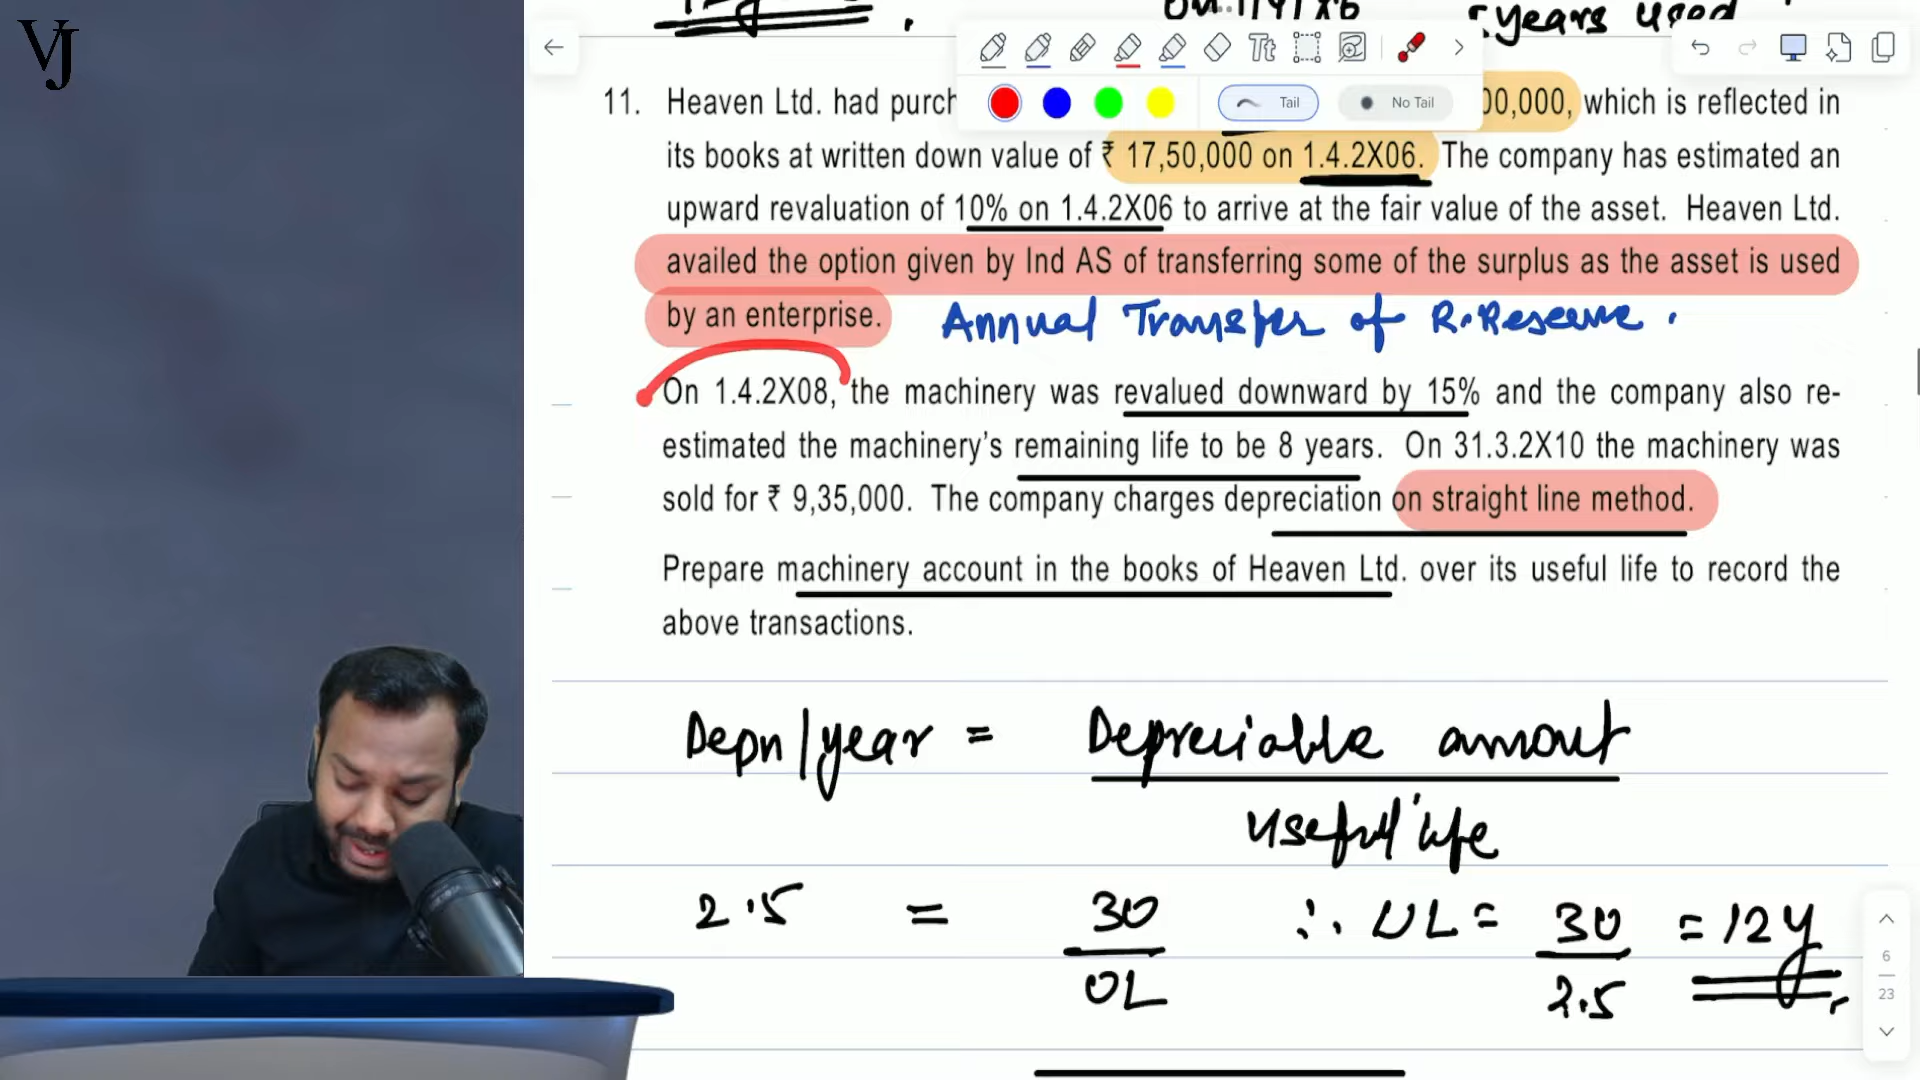 VJ
on 1/4/X6 5 years used
Tt
Tail No Tail
11. Heaven Ltd. had purch 00,000, which is reflected in
its books at written down value of ₹ 17,50,000 on 1.4.2X06. The company has estimated an
upward revaluation of 10% on 1.4.2X06 to arrive at the fair value of the asset. Heaven Ltd.
availed the option given by Ind AS of transferring some of the surplus as the asset is used
by an enterprise. Annual Transfer of R.Reserve.
On 1.4.2X08, the machinery was revalued downward by 15% and the company also re-
estimated the machinery’s remaining life to be 8 years. On 31.3.2X10 the machinery was
sold for ₹ 9,35,000. The company charges depreciation on straight line method.
Prepare machinery account in the books of Heaven Ltd. over its useful life to record the
above transactions.
Depn/year = Depreciable amout
useful life
2.5 = 30 ∴ UL = 30 = 12y
UL 2.5
6
23